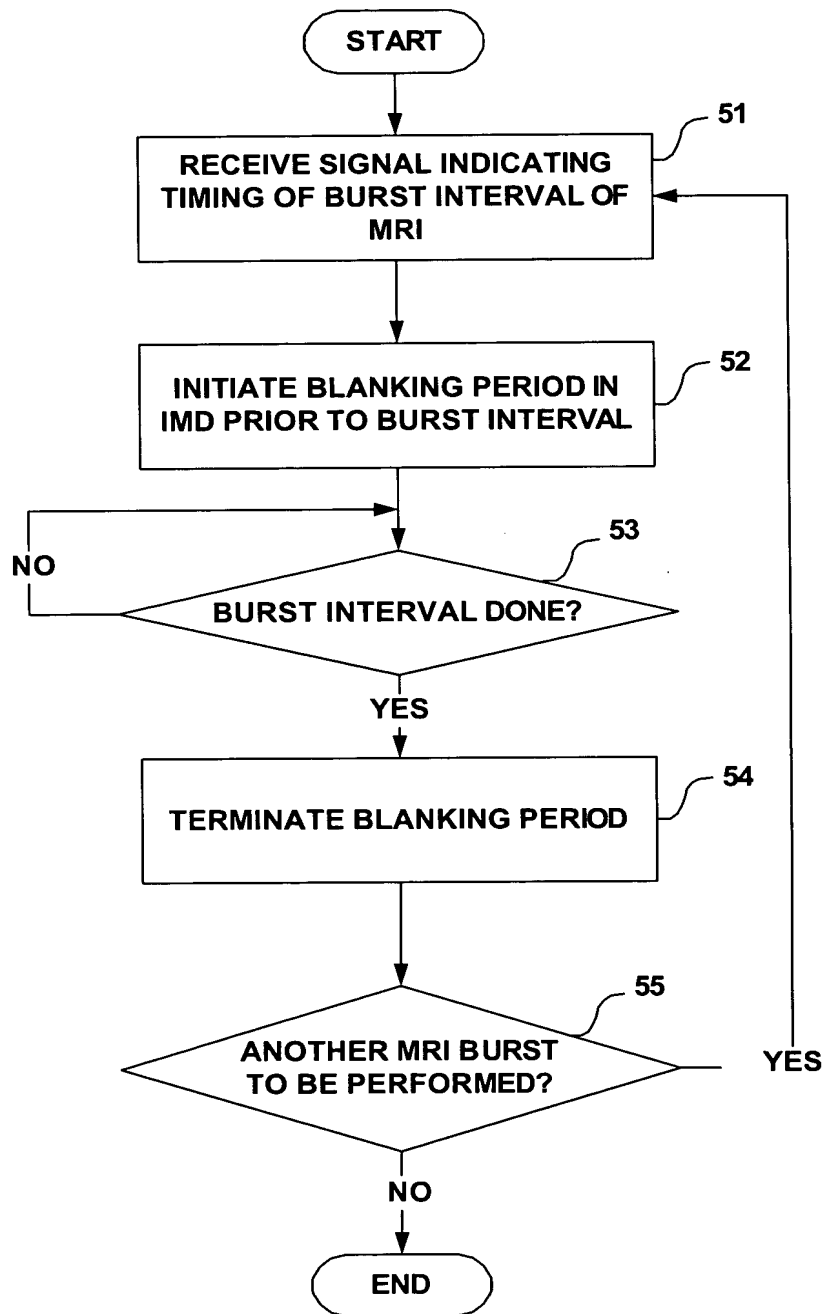 START
51
RECEIVE SIGNAL INDICATING
TIMING OF BURST INTERVAL OF
MRI
52
INITIATE BLANKING PERIOD IN
IMD PRIOR TO BURST INTERVAL
53
NO
BURST INTERVAL DONE?
YES
54
TERMINATE BLANKING PERIOD
55
ANOTHER MRI BURST
TO BE PERFORMED?
YES
NO
END